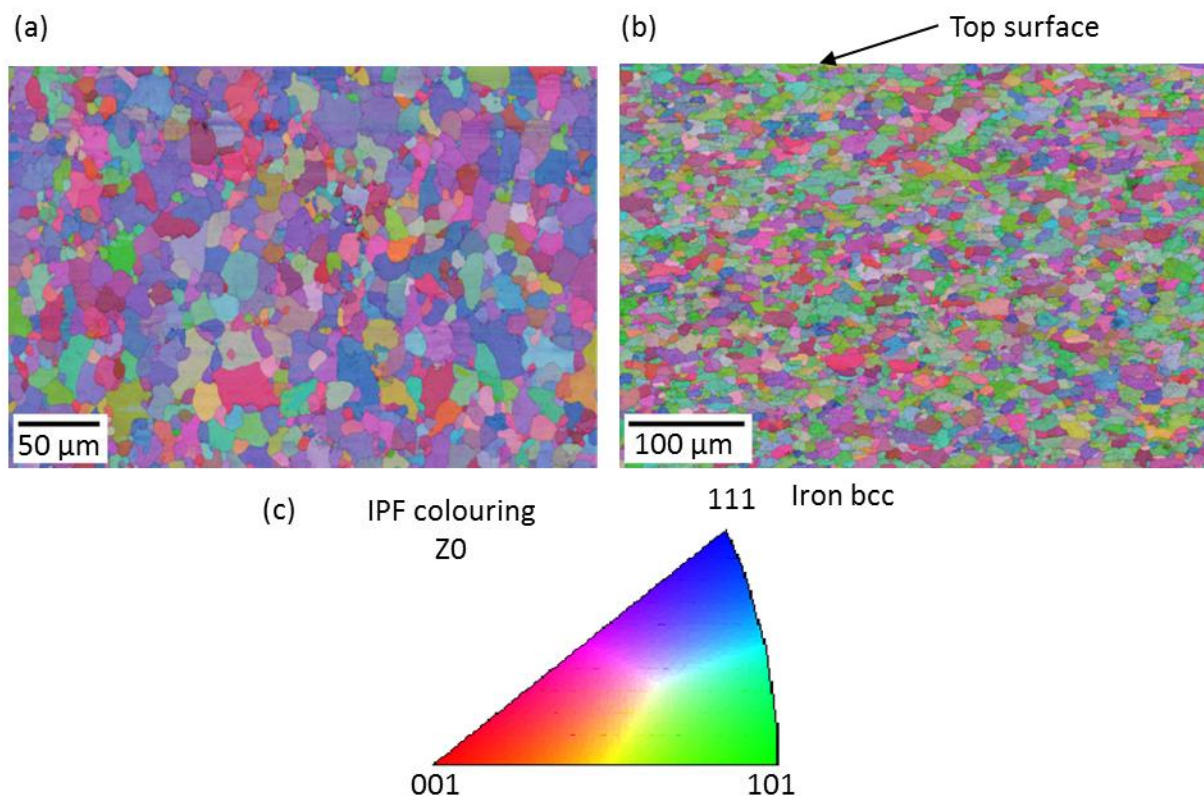 (a)
(b)
Top surface
50 µm
100 µm
(c)
IPF colouring
Z0
111
Iron bcc
001
101